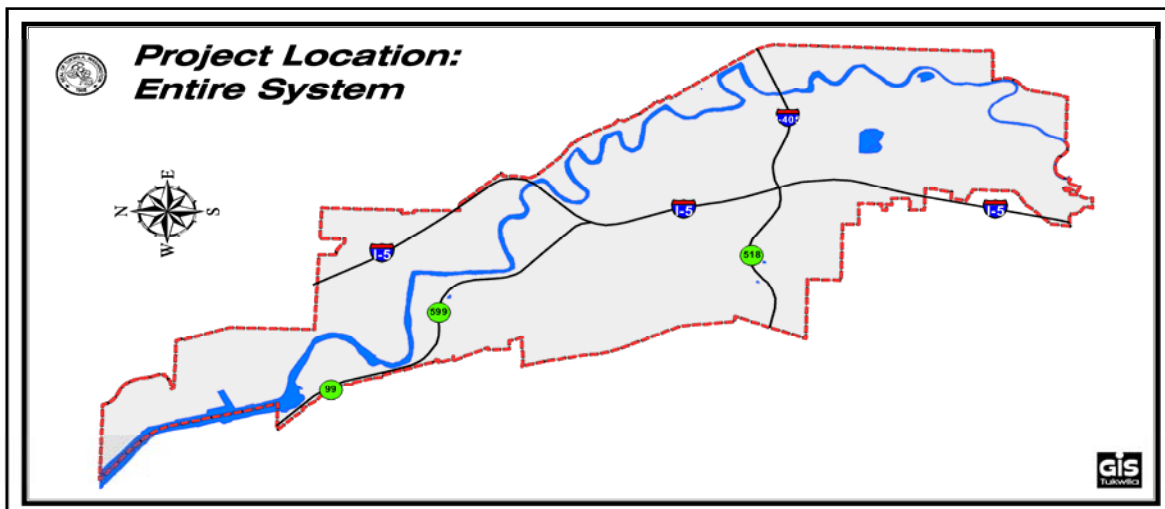 Project Location:
Entire System
E
N
S
W
I-405
I-5
I-5
I-5
518
599
99
GIS
Tukwila